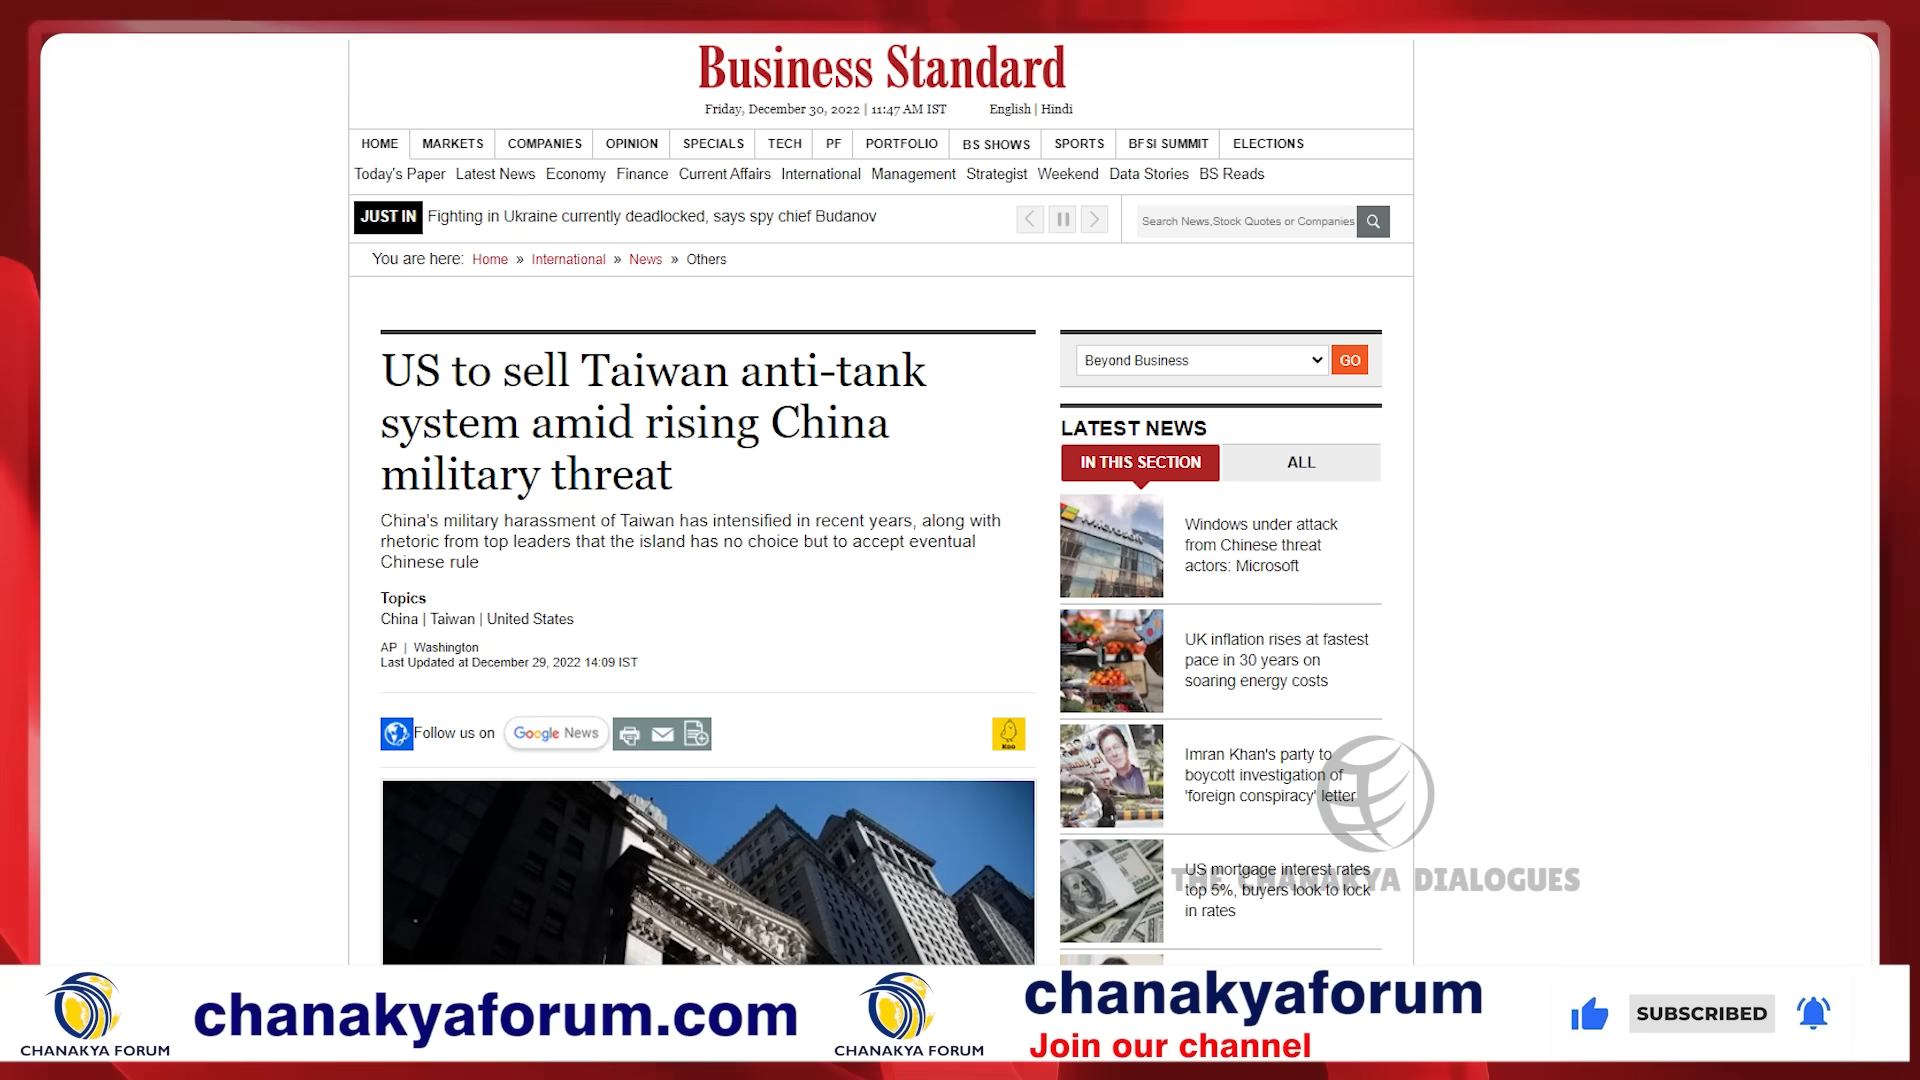 Business Standard
Friday, December 30, 2022 | 11:47 AM IST
English | Hindi
HOME MARKETS COMPANIES OPINION SPECIALS TECH PF PORTFOLIO BS SHOWS SPORTS BFSI SUMMIT ELECTIONS
Today's Paper Latest News Economy Finance Current Affairs International Management Strategist Weekend Data Stories BS Reads
JUST IN Fighting in Ukraine currently deadlocked, says spy chief Budanov
Search News,Stock Quotes or Companies
You are here: Home » International » News » Others
US to sell Taiwan anti-tank
system amid rising China
military threat
China's military harassment of Taiwan has intensified in recent years, along with
rhetoric from top leaders that the island has no choice but to accept eventual
Chinese rule
Topics
China | Taiwan | United States
AP | Washington
Last Updated at December 29, 2022 14:09 IST
Follow us on Google News
Koo
Beyond Business GO
LATEST NEWS
IN THIS SECTION ALL
Microsoft
Windows under attack
from Chinese threat
actors: Microsoft
UK inflation rises at fastest
pace in 30 years on
soaring energy costs
Imran Khan's party to
boycott investigation of
'foreign conspiracy' letter
US mortgage interest rates
top 5%, buyers look to lock
in rates
THE CHANAKYA DIALOGUES
CHANAKYA FORUM
chanakyaforum.com
CHANAKYA FORUM
chanakyaforum
Join our channel
SUBSCRIBED